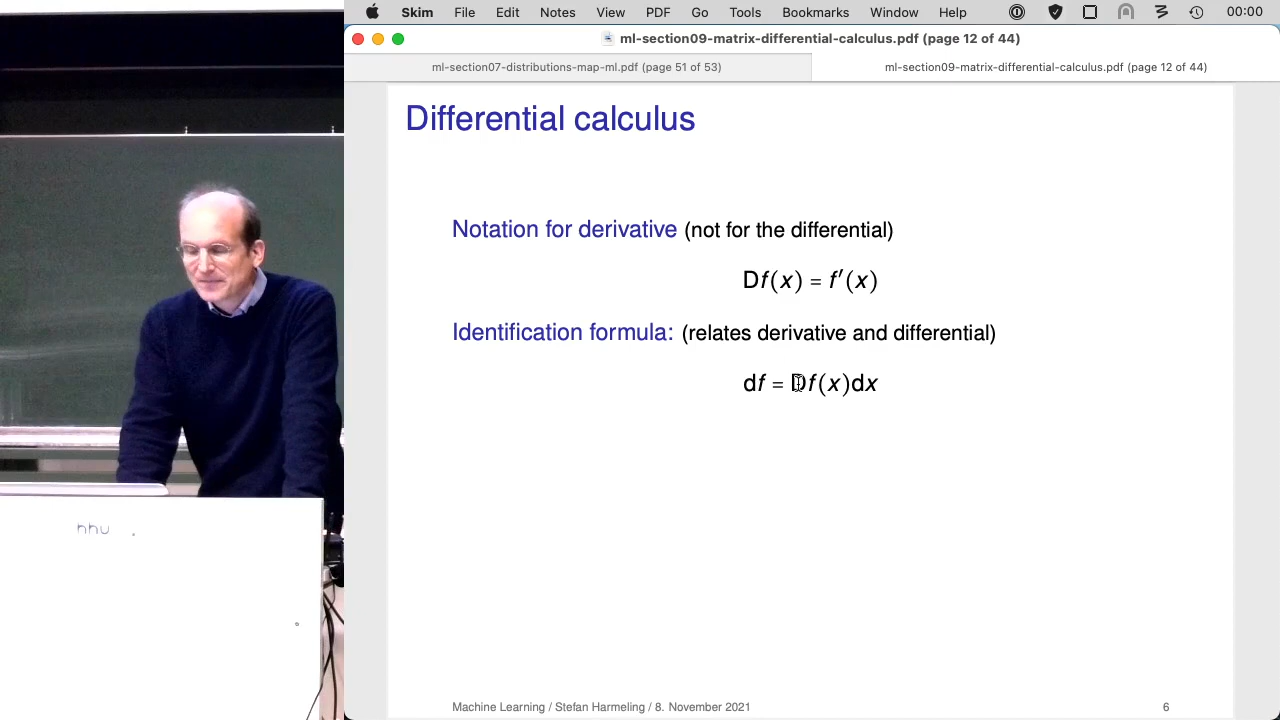 Skim File Edit Notes View PDF Go Tools Bookmarks Window Help 00:00
ml-section09-matrix-differential-calculus.pdf (page 12 of 44)
ml-section07-distributions-map-ml.pdf (page 51 of 53) ml-section09-matrix-differential-calculus.pdf (page 12 of 44)
Differential calculus
Notation for derivative (not for the differential)
Df(x) = f′(x)
Identification formula: (relates derivative and differential)
df = Df(x)dx
Machine Learning / Stefan Harmeling / 8. November 2021 6
hhu